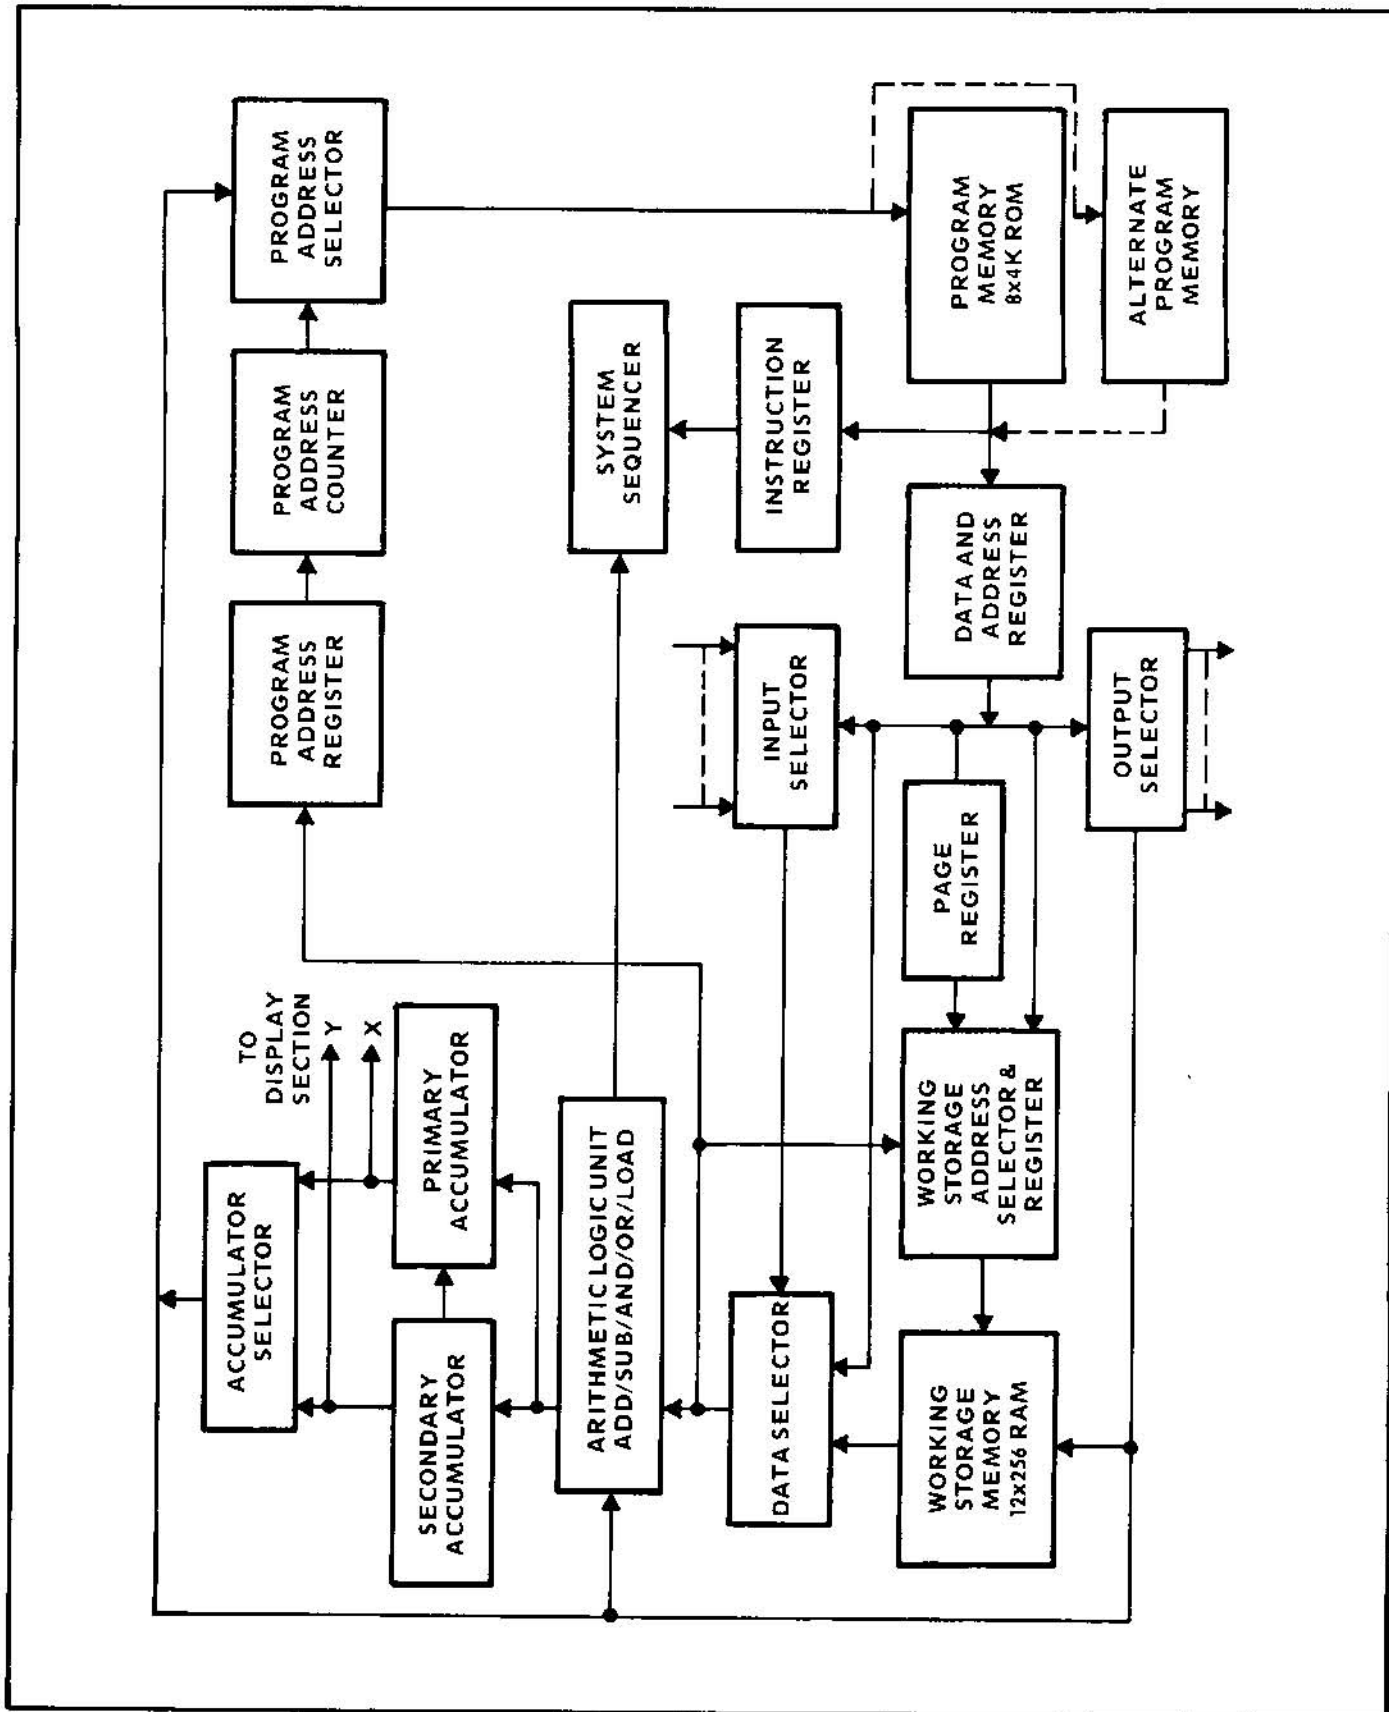 ACCUMULATOR
SELECTOR
TO
DISPLAY
SECTION
Y
X
PROGRAM
ADDRESS
REGISTER
PROGRAM
ADDRESS
COUNTER
PROGRAM
ADDRESS
SELECTOR
SECONDARY
ACCUMULATOR
PRIMARY
ACCUMULATOR
ARITHMETIC LOGIC UNIT
ADD/SUB/AND/OR/LOAD
SYSTEM
SEQUENCER
DATA SELECTOR
INPUT
SELECTOR
INSTRUCTION
REGISTER
WORKING
STORAGE
MEMORY
12x256 RAM
WORKING
STORAGE
ADDRESS
SELECTOR &
REGISTER
PAGE
REGISTER
DATA AND
ADDRESS
REGISTER
PROGRAM
MEMORY
8x4K ROM
OUTPUT
SELECTOR
ALTERNATE
PROGRAM
MEMORY